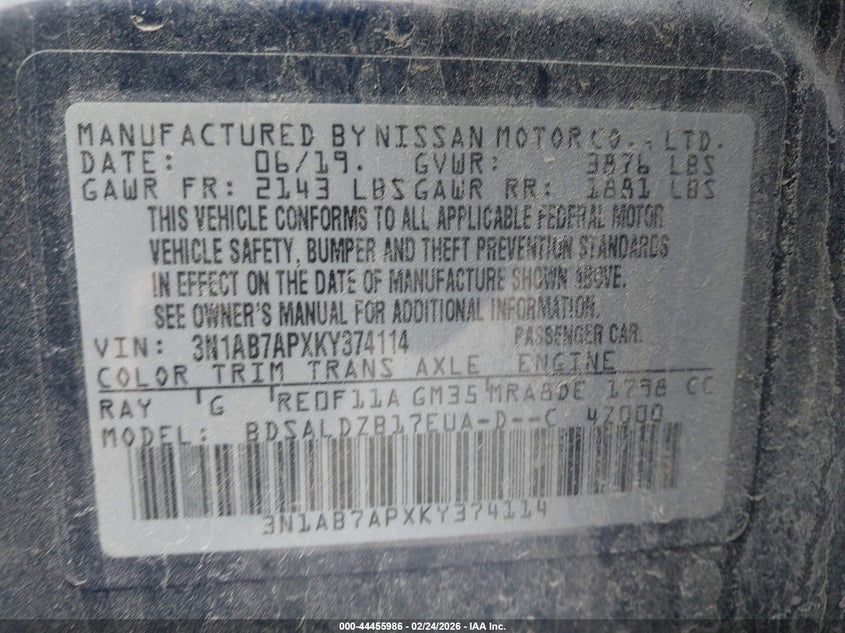 MANUFACTURED BY NISSAN MOTOR CO., LTD.
DATE: 06/19. GVWR: 3876 LBS
GAWR FR: 2143 LBS GAWR RR: 1881 LBS
THIS VEHICLE CONFORMS TO ALL APPLICABLE FEDERAL MOTOR
VEHICLE SAFETY, BUMPER AND THEFT PREVENTION STANDARDS
IN EFFECT ON THE DATE OF MANUFACTURE SHOWN ABOVE.
SEE OWNER'S MANUAL FOR ADDITIONAL INFORMATION.
VIN: 3N1AB7APXKY374114 PASSENGER CAR.
COLOR TRIM TRANS AXLE ENGINE
RAY G RE0F11A GM35 MRA8DE 1798 CC
MODEL: BDSALDZB17EUA-D--C 4Z000
3N1AB7APXKY374114
000-44455986 - 02/24/2026 - IAA Inc.